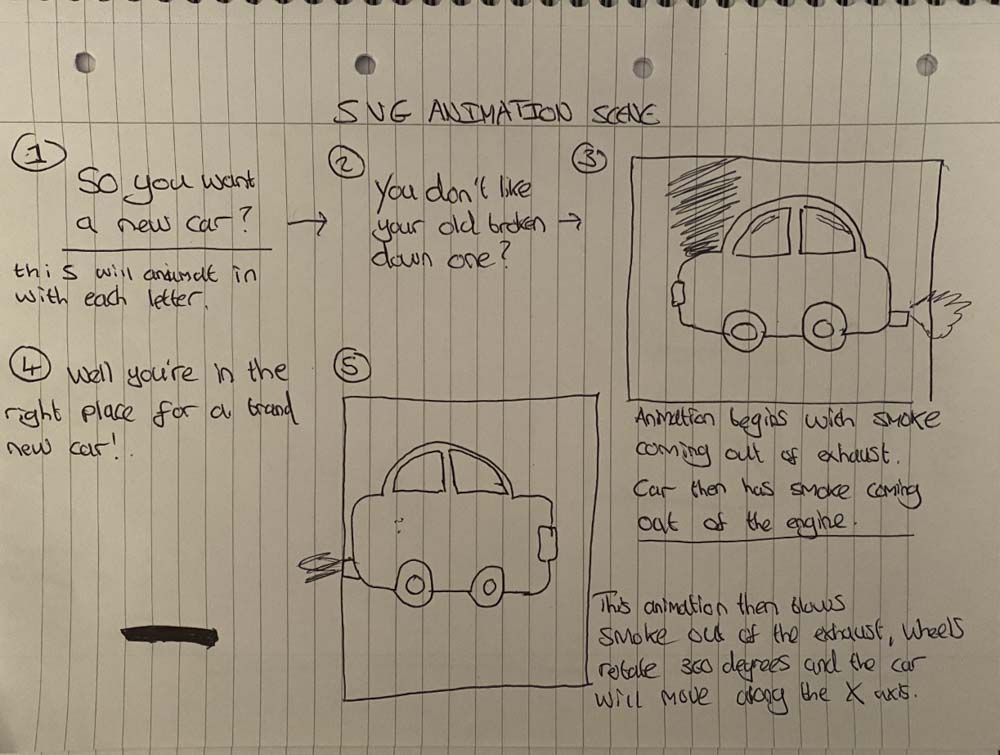 SVG ANIMATION SCENE
1
So you want
a new car?
this will animat in
with each letter.
2
You don't like
your old broken
down one?
3
Animation begins with smoke
coming out of exhaust.
Car then has smoke coming
out of the engine.
4 Well you're in the
right place for a brand
new car!
5
This animation then blows
smoke out of the exhaust, wheels
rotate 360 degrees and the car
will move along the X axis.